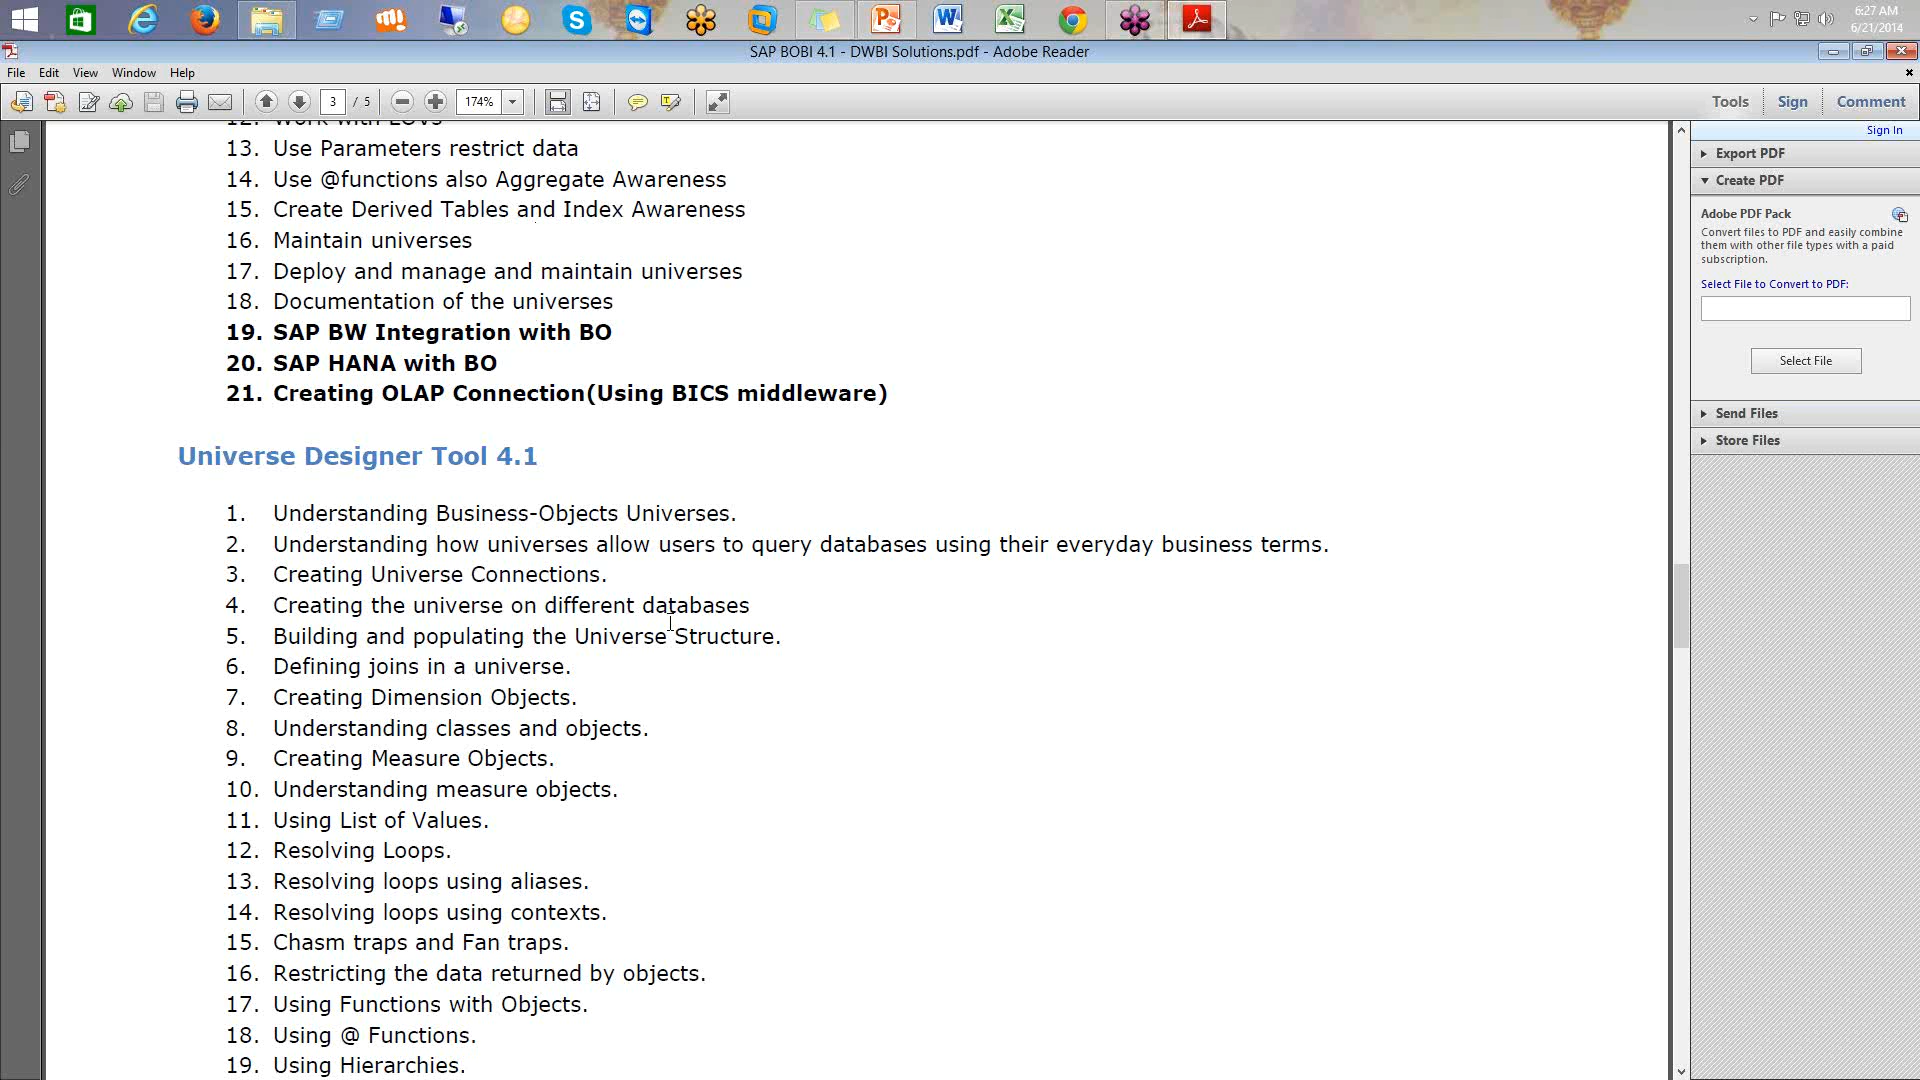 6:27 AM
6/21/2014
SAP BOBI 4.1 - DWBI Solutions.pdf - Adobe Reader
File Edit View Window Help
3 / 5 174% Tools Sign Comment
Sign In
12. Work with LOVs
13. Use Parameters restrict data
14. Use @functions also Aggregate Awareness
15. Create Derived Tables and Index Awareness
16. Maintain universes
17. Deploy and manage and maintain universes
18. Documentation of the universes
19. SAP BW Integration with BO
20. SAP HANA with BO
21. Creating OLAP Connection(Using BICS middleware)
Universe Designer Tool 4.1
1. Understanding Business-Objects Universes.
2. Understanding how universes allow users to query databases using their everyday business terms.
3. Creating Universe Connections.
4. Creating the universe on different databases
5. Building and populating the Universe Structure.
6. Defining joins in a universe.
7. Creating Dimension Objects.
8. Understanding classes and objects.
9. Creating Measure Objects.
10. Understanding measure objects.
11. Using List of Values.
12. Resolving Loops.
13. Resolving loops using aliases.
14. Resolving loops using contexts.
15. Chasm traps and Fan traps.
16. Restricting the data returned by objects.
17. Using Functions with Objects.
18. Using @ Functions.
19. Using Hierarchies.
Export PDF
Create PDF
Adobe PDF Pack
Convert files to PDF and easily combine
them with other file types with a paid
subscription.
Select File to Convert to PDF:
Select File
Send Files
Store Files